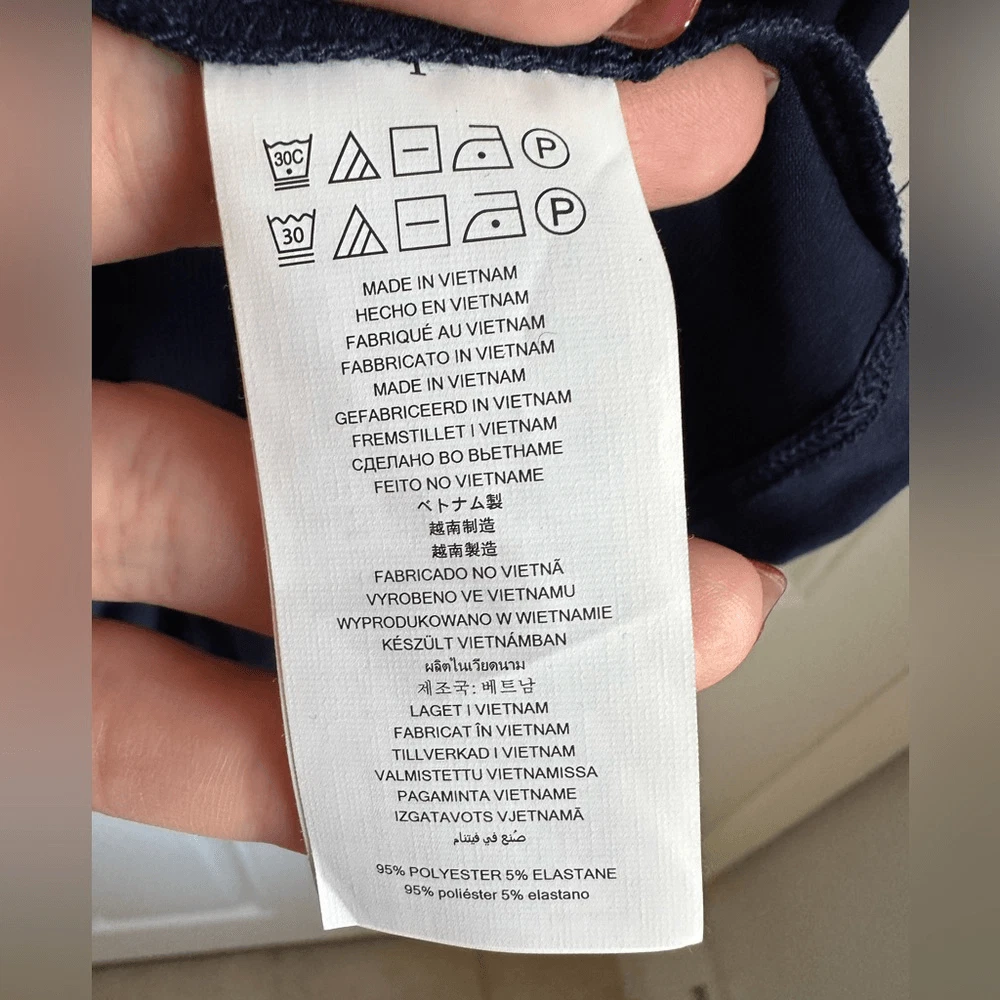 30C P
30 P
MADE IN VIETNAM
HECHO EN VIETNAM
FABRIQUÉ AU VIETNAM
FABBRICATO IN VIETNAM
MADE IN VIETNAM
GEFABRICEERD IN VIETNAM
FREMSTILLET I VIETNAM
СДЕЛАНО ВО ВЬЕТНАМЕ
FEITO NO VIETNAME
ベトナム製
越南制造
越南製造
FABRICADO NO VIETNÃ
VYROBENO VE VIETNAMU
WYPRODUKOWANO W WIETNAMIE
KÉSZÜLT VIETNÁMBAN
ผลิตในเวียดนาม
제조국: 베트남
LAGET I VIETNAM
FABRICAT ÎN VIETNAM
TILLVERKAD I VIETNAM
VALMISTETTU VIETNAMISSA
PAGAMINTA VIETNAME
IZGATAVOTS VJETNAMĀ
صُنع في فيتنام
95% POLYESTER 5% ELASTANE
95% poliéster 5% elastano